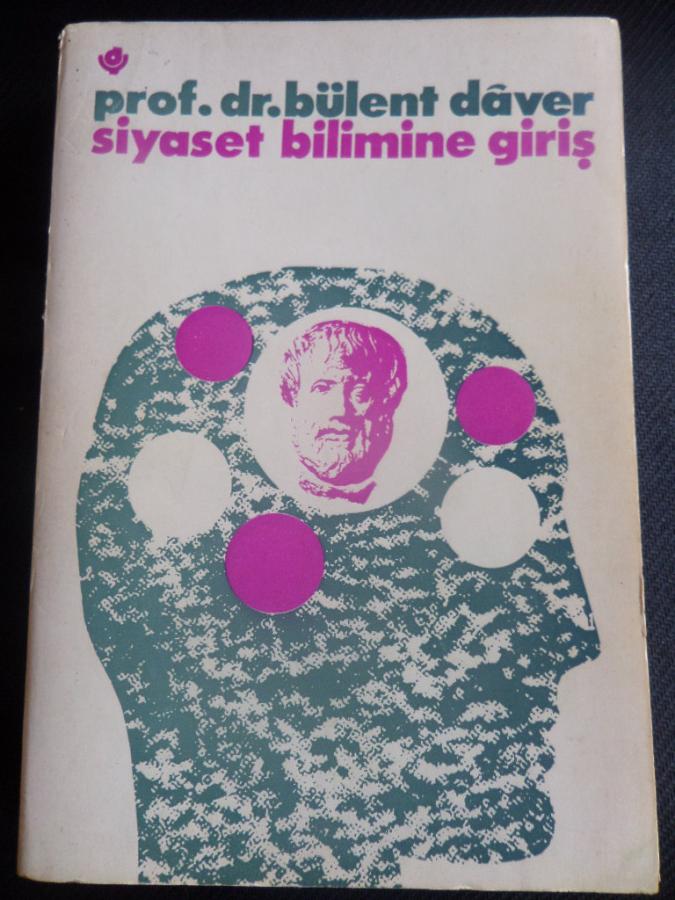 prof. dr. bülent dâver
siyaset bilimine giriş